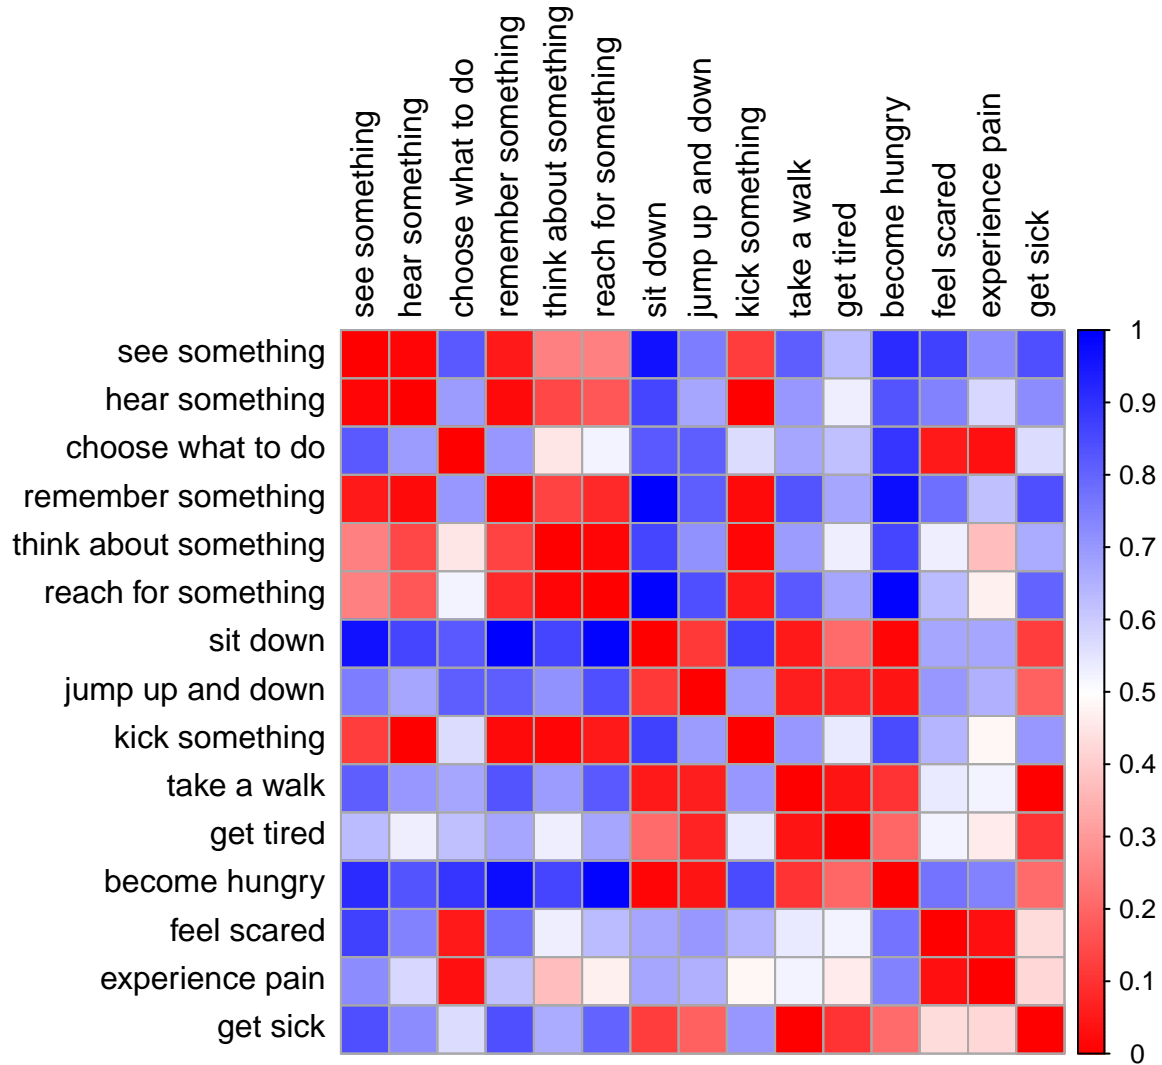 see something
hear something
choose what to do
remember something
think about something
reach for something
sit down
jump up and down
kick something
take a walk
get tired
become hungry
feel scared
experience pain
get sick
see something
hear something
choose what to do
remember something
think about something
reach for something
sit down
jump up and down
kick something
take a walk
get tired
become hungry
feel scared
experience pain
get sick
1
0.9
0.8
0.7
0.6
0.5
0.4
0.3
0.2
0.1
0